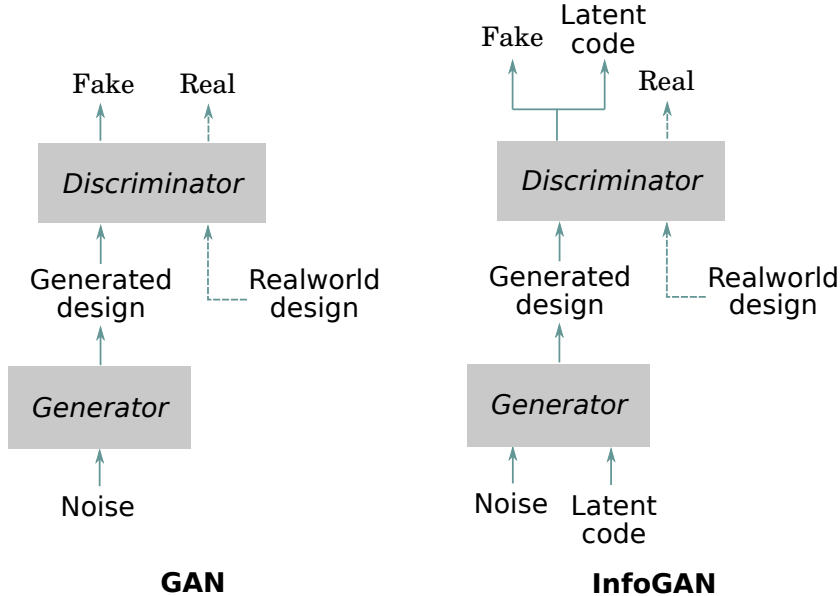 Fake Real
Discriminator
Generated
design
Realworld
design
Generator
Noise
GAN
Fake
Latent
code
Real
Discriminator
Generated
design
Realworld
design
Generator
Noise
Latent
code
InfoGAN